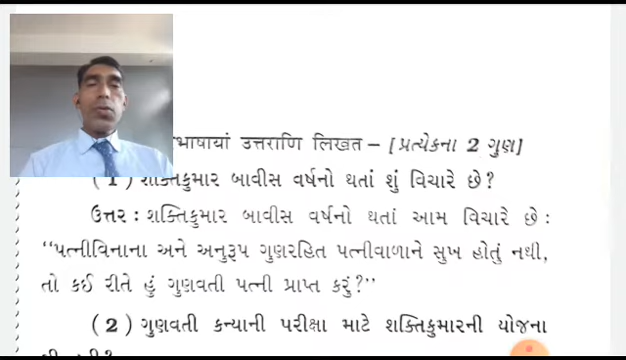 ભાષાયાં ઉત્તરાણિ લિખત – [પ્રત્યેકના 2 ગુણ]
(1) શક્તિકુમાર બાવીસ વર્ષનો થતાં શું વિચારે છે?
ઉત્તર : શક્તિકુમાર બાવીસ વર્ષનો થતાં આમ વિચારે છે :
“પત્નીવિનાના અને અનુરૂપ ગુણરહિત પત્નીવાળાને સુખ હોતું નથી,
તો કઈ રીતે હું ગુણવતી પત્ની પ્રાપ્ત કરું?”
(2) ગુણવતી કન્યાની પરીક્ષા માટે શક્તિકુમારની યોજના